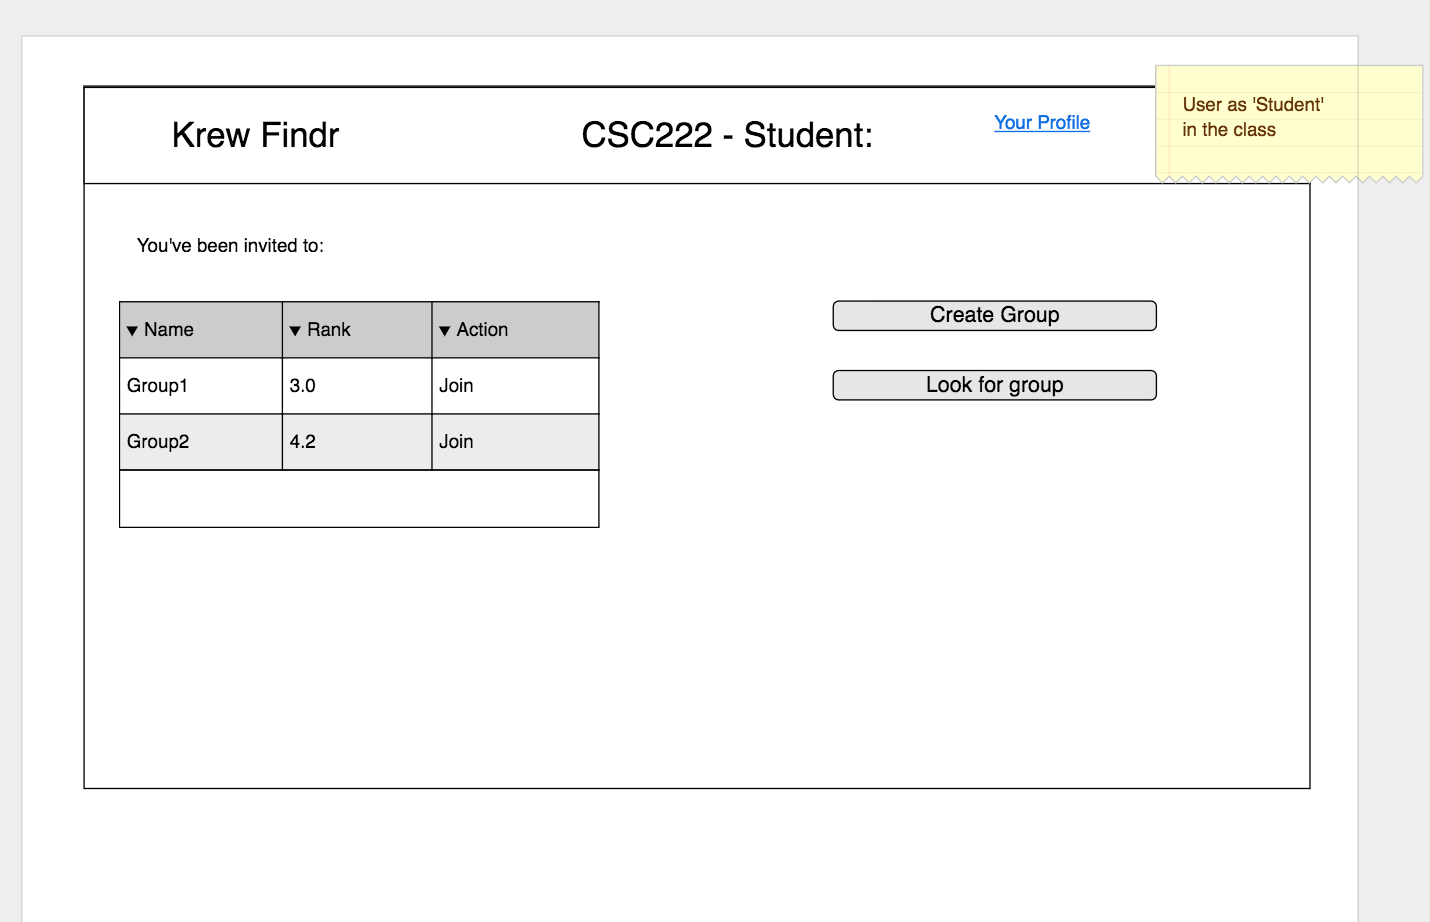 Krew Findr
CSC222 - Student:
Your Profile
User as 'Student'
in the class
You've been invited to:
Name Rank Action
Group1 3.0 Join
Group2 4.2 Join
Create Group
Look for group